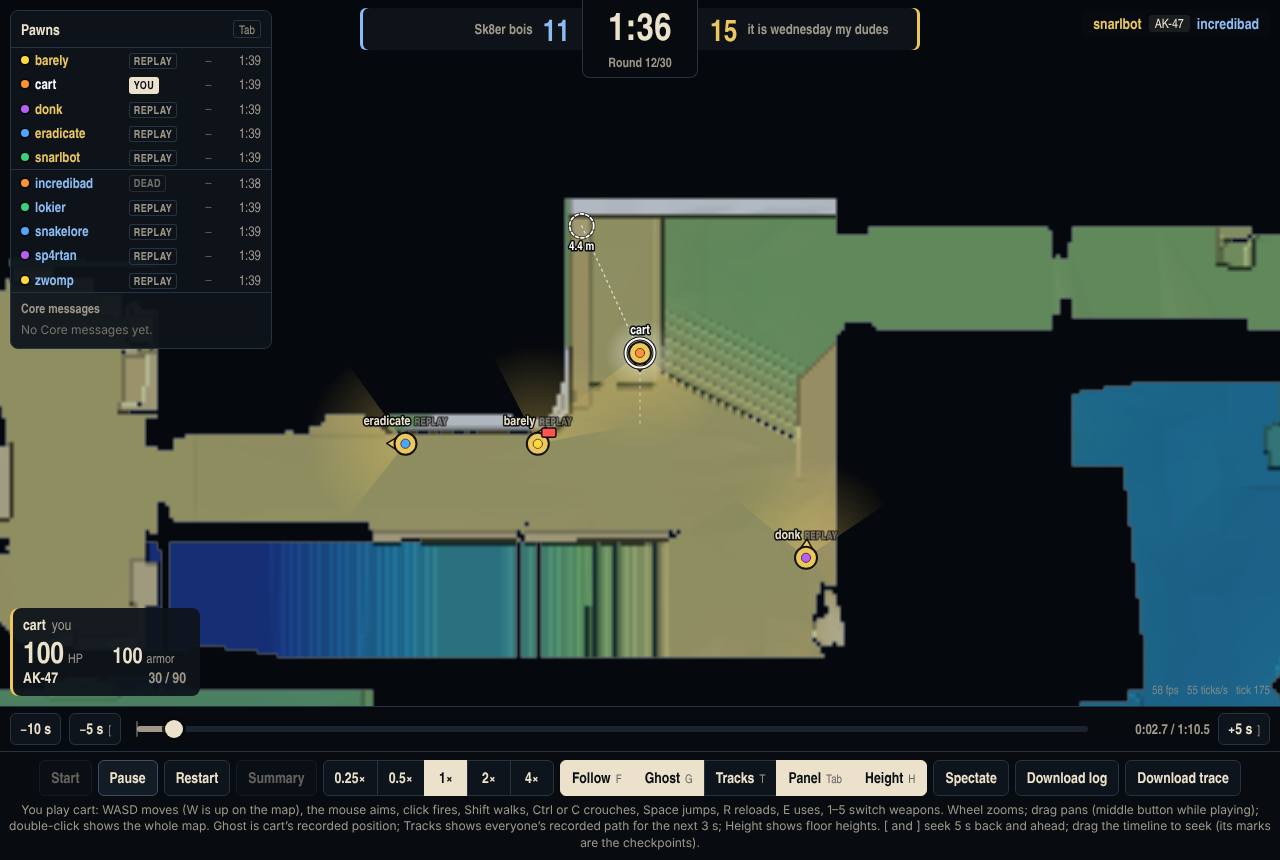 Pawns Tab
barely REPLAY – 1:39
cart YOU – 1:39
donk REPLAY – 1:39
eradicate REPLAY – 1:39
snarlbot REPLAY – 1:39
incredibad DEAD – 1:38
lokier REPLAY – 1:39
snakelore REPLAY – 1:39
sp4rtan REPLAY – 1:39
zwomp REPLAY – 1:39
Core messages
No Core messages yet.
Sk8er bois 11 1:36 15 it is wednesday my dudes
Round 12/30
snarlbot AK-47 incredibad
4.4 m
cart
eradicate REPLAY
barely REPLAY
donk REPLAY
cart you
100 HP 100 armor
AK-47 30 / 90
58 fps 55 ticks/s tick 175
−10 s −5 s [ 0:02.7 / 1:10.5 +5 s ]
Start Pause Restart Summary 0.25× 0.5× 1× 2× 4× Follow F Ghost G Tracks T Panel Tab Height H Spectate Download log Download trace
You play cart: WASD moves (W is up on the map), the mouse aims, click fires, Shift walks, Ctrl or C crouches, Space jumps, R reloads, E uses, 1–5 switch weapons. Wheel zooms; drag pans (middle button while playing);
double-click shows the whole map. Ghost is cart's recorded position; Tracks shows everyone's recorded path for the next 3 s; Height shows floor heights. [ and ] seek 5 s back and ahead; drag the timeline to seek (its marks
are the checkpoints).